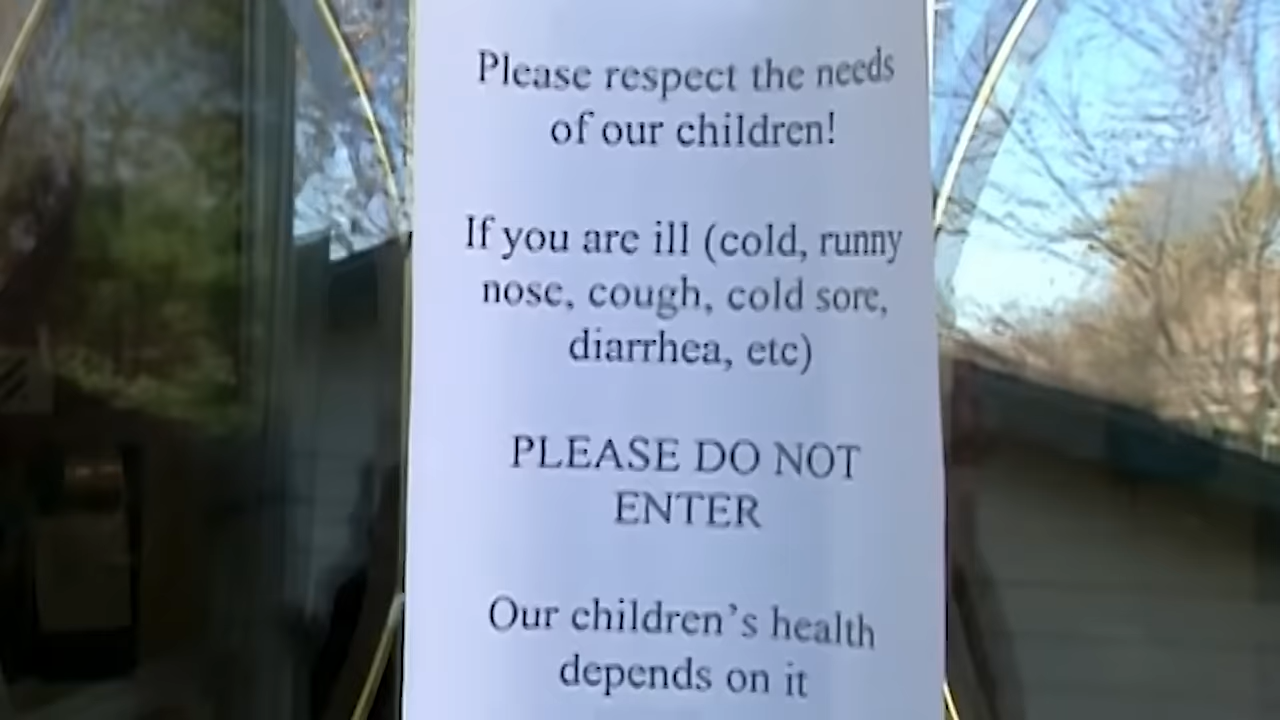 Please respect the needs
of our children!
If you are ill (cold, runny
nose, cough, cold sore,
diarrhea, etc)
PLEASE DO NOT
ENTER
Our children's health
depends on it